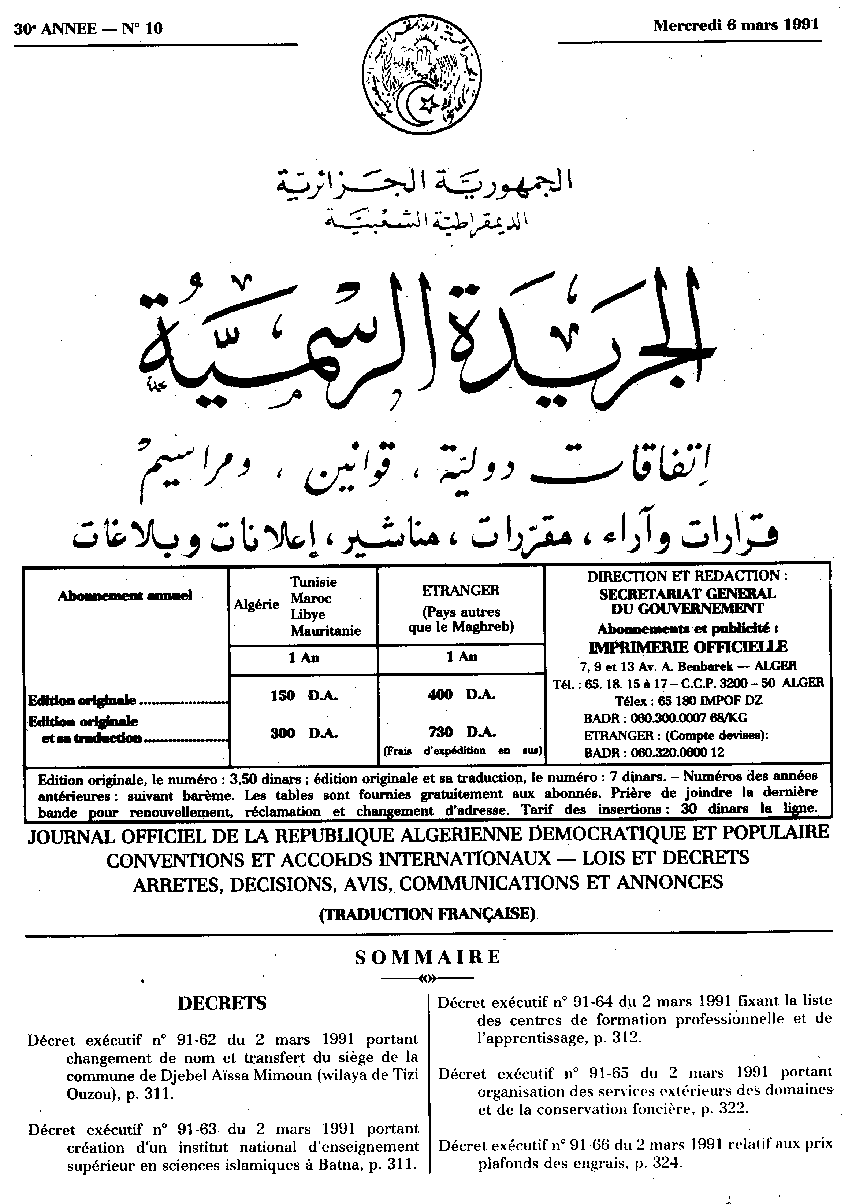 30e ANNEE — N° 10
Mercredi 6 mars 1991
الجمهورية الجزائرية
الديمقراطية الشعبية
الجريدة الرسمية
إتفاقات دولية ، قوانين ، ومراسيم
قرارات وآراء ، مقررات ، مناشير ، إعلانات وبلاغات
Abonnement annuel
Algérie
Tunisie
Maroc
Libye
Mauritanie
ETRANGER
(Pays autres
que le Maghreb)
1 An
1 An
Edition originale
150 D.A.
400 D.A.
Edition originale
et sa traduction
300 D.A.
730 D.A.
(Frais d'expédition en sus)
DIRECTION ET REDACTION :
SECRETARIAT GENERAL
DU GOUVERNEMENT
Abonnements et publicité :
IMPRIMERIE OFFICIELLE
7, 9 et 13 Av. A. Benbarek — ALGER
Tél. : 65. 18. 15 à 17 – C.C.P. 3200 – 50 ALGER
Télex : 65 180 IMPOF DZ
BADR : 060.300.0007 68/KG
ETRANGER : (Compte devises):
BADR : 060.320.0600 12
Edition originale, le numéro : 3,50 dinars ; édition originale et sa traduction, le numéro : 7 dinars. – Numéros des années
antérieures : suivant barème. Les tables sont fournies gratuitement aux abonnés. Prière de joindre la dernière
bande pour renouvellement, réclamation et changement d'adresse. Tarif des insertions : 30 dinars la ligne.
JOURNAL OFFICIEL DE LA REPUBLIQUE ALGERIENNE DEMOCRATIQUE ET POPULAIRE
CONVENTIONS ET ACCORDS INTERNATIONAUX — LOIS ET DECRETS
ARRETES, DECISIONS, AVIS, COMMUNICATIONS ET ANNONCES
(TRADUCTION FRANÇAISE)
SOMMAIRE
DECRETS
Décret exécutif n° 91-62 du 2 mars 1991 portant
changement de nom et transfert du siège de la
commune de Djebel Aïssa Mimoun (wilaya de Tizi
Ouzou), p. 311.
Décret exécutif n° 91-63 du 2 mars 1991 portant
création d'un institut national d'enseignement
supérieur en sciences islamiques à Batna, p. 311.
Décret exécutif n° 91-64 du 2 mars 1991 fixant la liste
des centres de formation professionnelle et de
l'apprentissage, p. 312.
Décret exécutif n° 91-65 du 2 mars 1991 portant
organisation des services extérieurs des domaines
et de la conservation foncière, p. 322.
Décret exécutif n° 91-66 du 2 mars 1991 relatif aux prix
plafonds des engrais, p. 324.